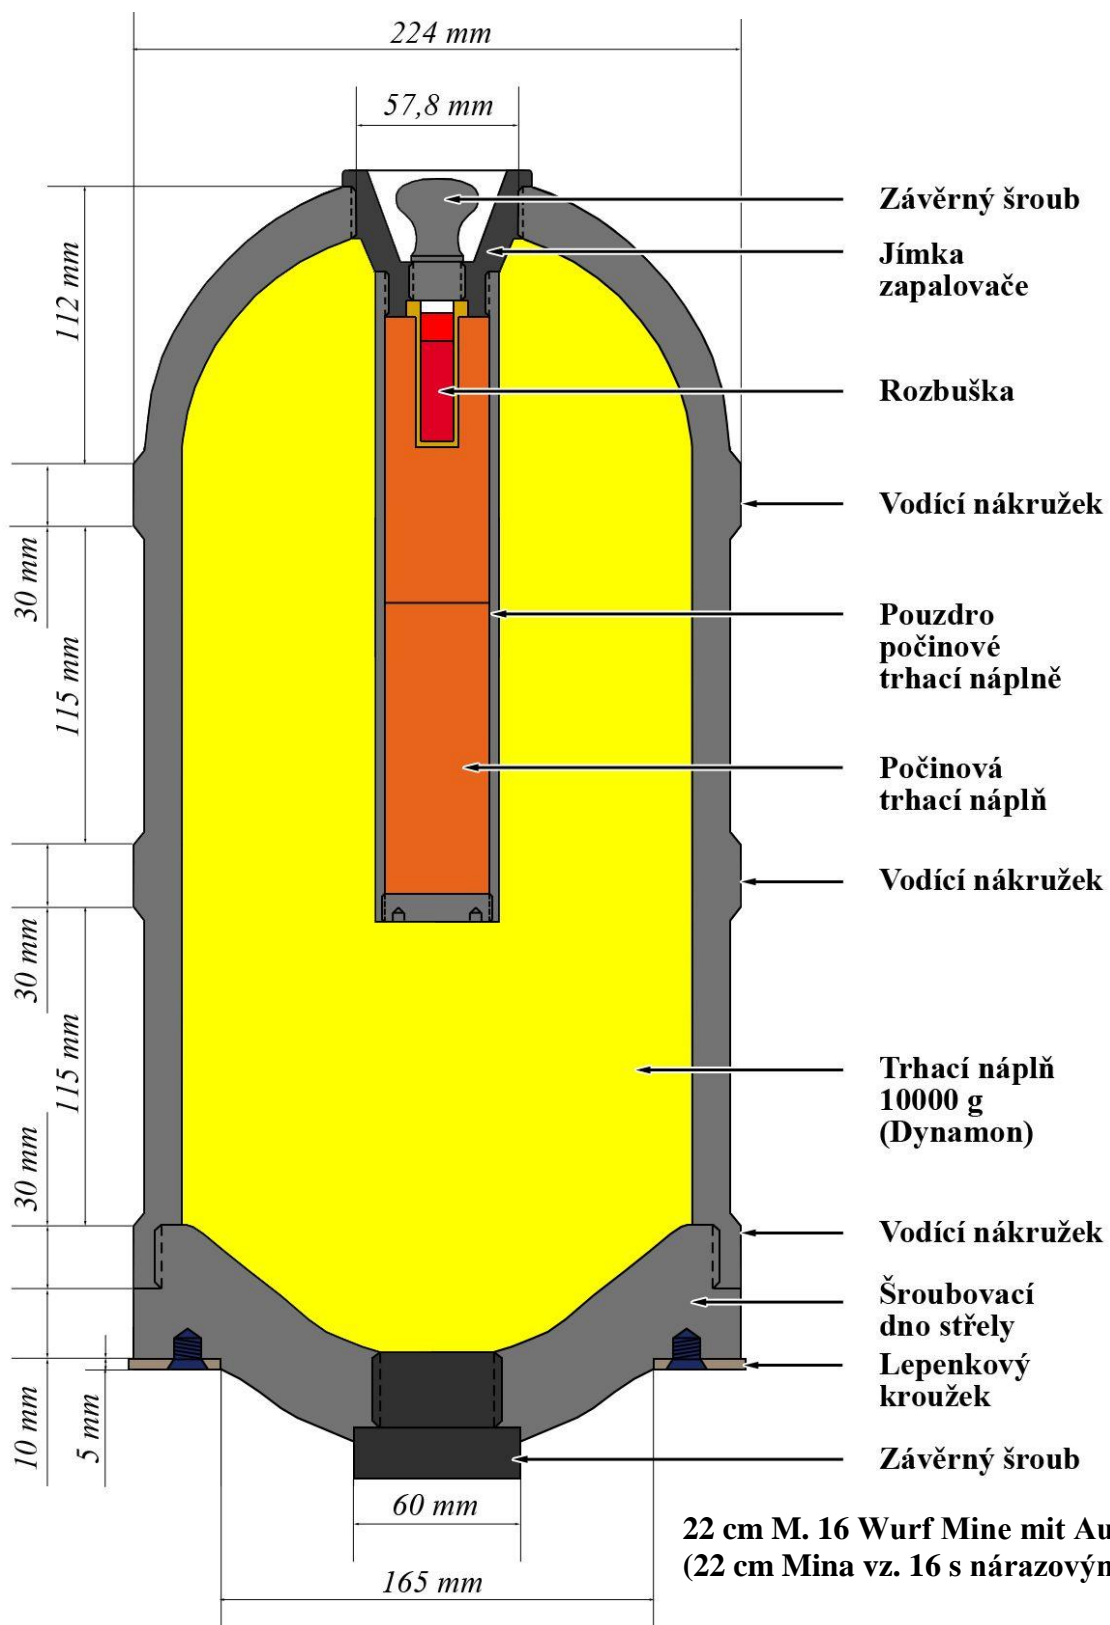 224 mm
57,8 mm
112 mm
30 mm
115 mm
30 mm
115 mm
30 mm
10 mm
5 mm
Závěrný šroub
Jímka
zapalovače
Rozbuška
Vodící nákružek
Pouzdro
počinové
trhací náplně
Počinová
trhací náplň
Vodící nákružek
Trhací náplň
10000 g
(Dynamon)
Vodící nákružek
Šroubovací
dno střely
Lepenkový
kroužek
Závěrný šroub
60 mm
165 mm
22 cm M. 16 Wurf Mine mit Au
(22 cm Mina vz. 16 s nárazovým